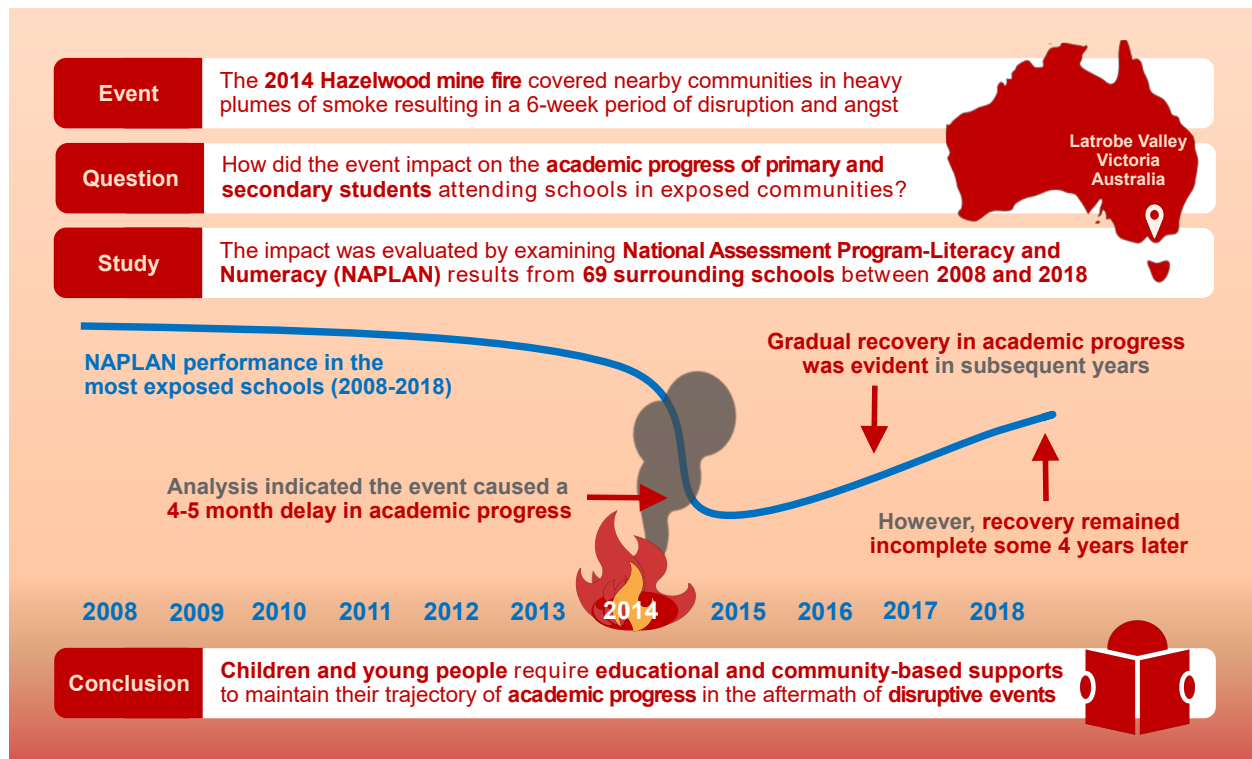 Event
The 2014 Hazelwood mine fire covered nearby communities in heavy
plumes of smoke resulting in a 6-week period of disruption and angst
Question
How did the event impact on the academic progress of primary and
secondary students attending schools in exposed communities?
Latrobe Valley
Victoria
Australia
Study
The impact was evaluated by examining National Assessment Program-Literacy and
Numeracy (NAPLAN) results from 69 surrounding schools between 2008 and 2018
NAPLAN performance in the
most exposed schools (2008-2018)
Gradual recovery in academic progress
was evident in subsequent years
Analysis indicated the event caused a
4-5 month delay in academic progress
However, recovery remained
incomplete some 4 years later
2008 2009 2010 2011 2012 2013 2014 2015 2016 2017 2018
Conclusion
Children and young people require educational and community-based supports
to maintain their trajectory of academic progress in the aftermath of disruptive events